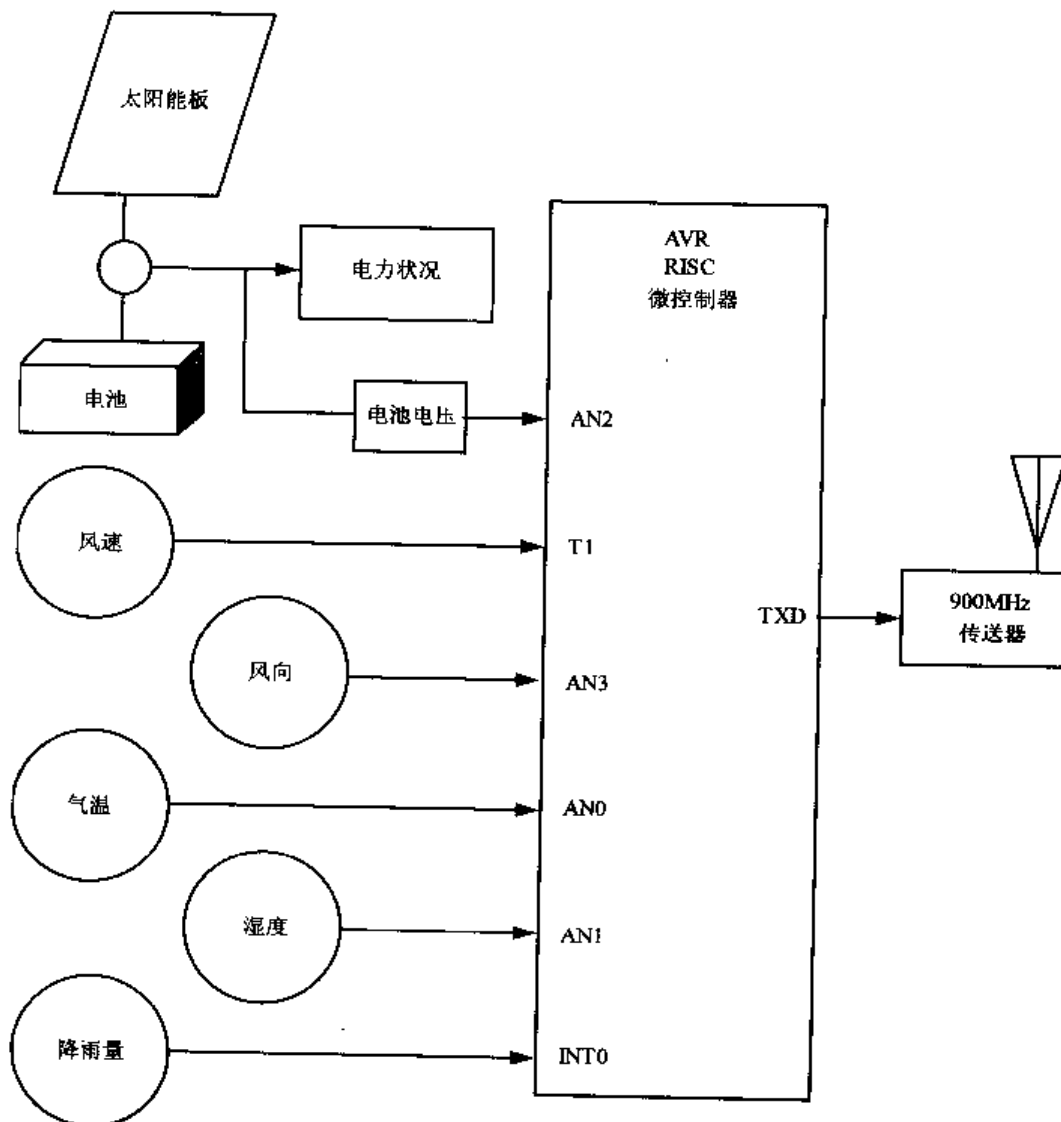 太阳能板
电力状况
AVR
RISC
微控制器
电池
电池电压
AN2
风速
T1
TXD
900MHz
传送器
风向
AN3
气温
AN0
湿度
AN1
降雨量
INT0